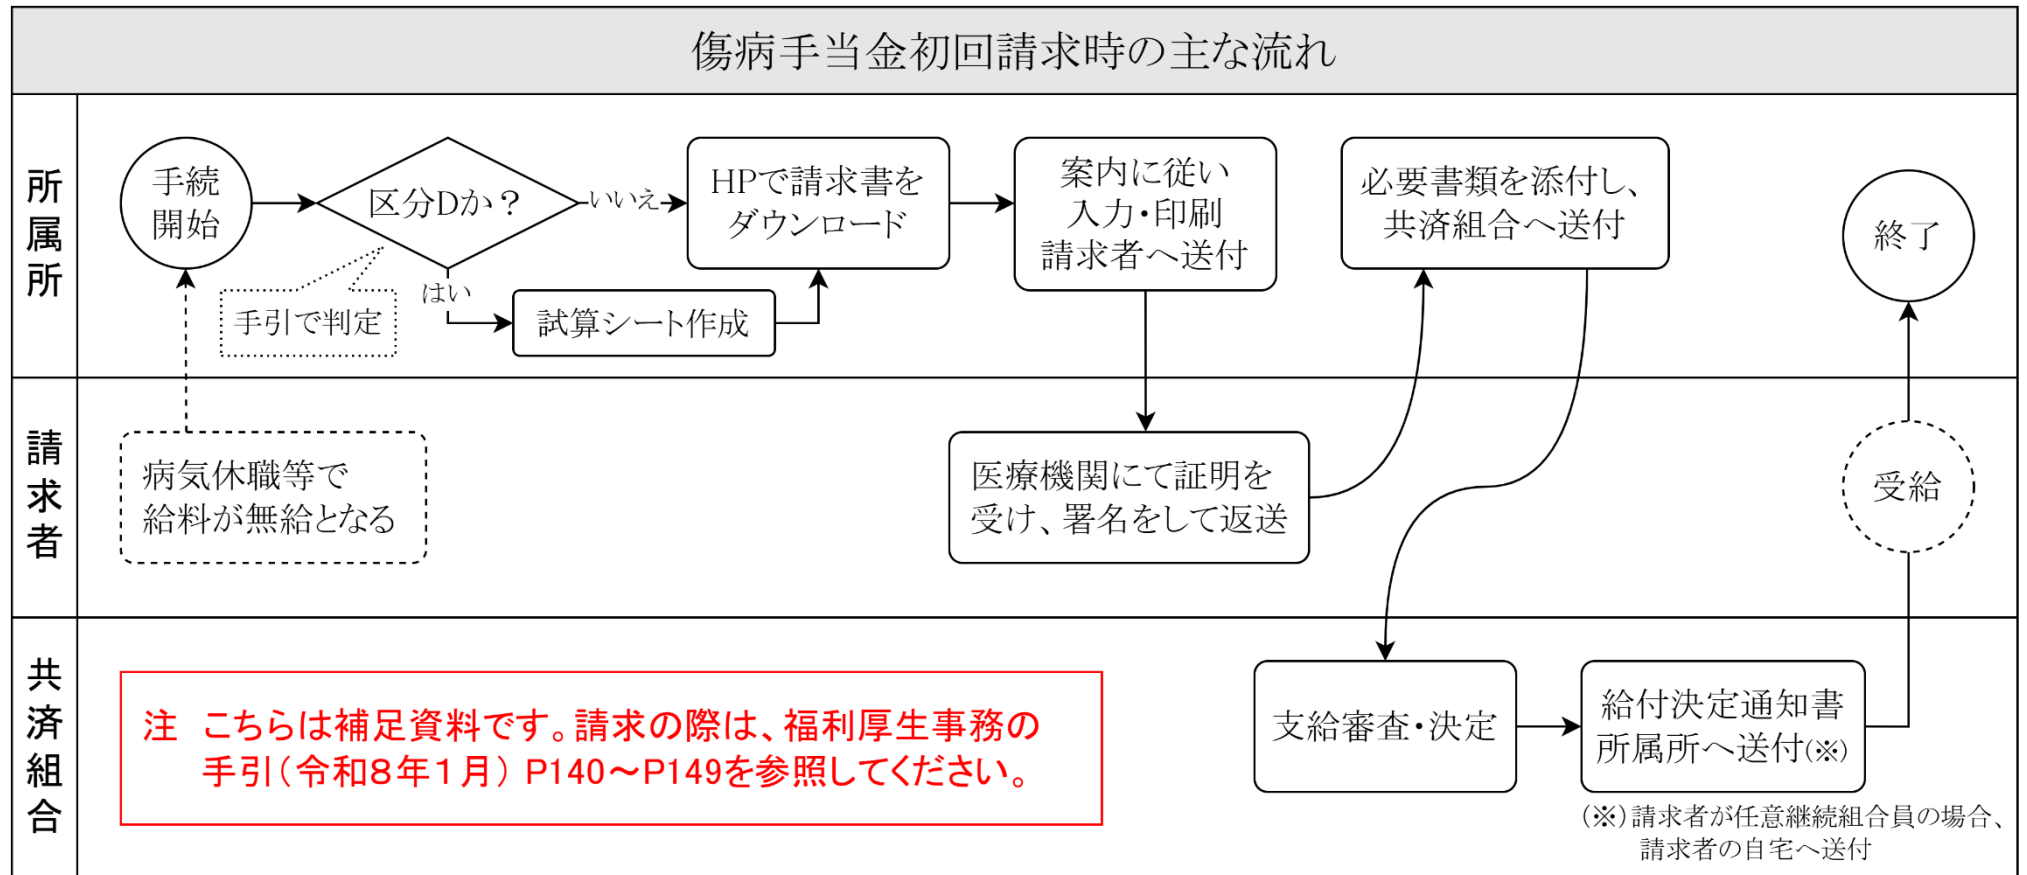 傷病手当金初回請求時の主な流れ
所属所
手続
開始
区分Dか？
いいえ
はい
手引で判定
試算シート作成
HPで請求書を
ダウンロード
案内に従い
入力・印刷
請求者へ送付
必要書類を添付し、
共済組合へ送付
終了
請求者
病気休職等で
給料が無給となる
医療機関にて証明を
受け、署名をして返送
受給
共済組合
注　こちらは補足資料です。請求の際は、福利厚生事務の
手引（令和８年１月）P140～P149を参照してください。
支給審査・決定
給付決定通知書
所属所へ送付(※)
(※)請求者が任意継続組合員の場合、
請求者の自宅へ送付